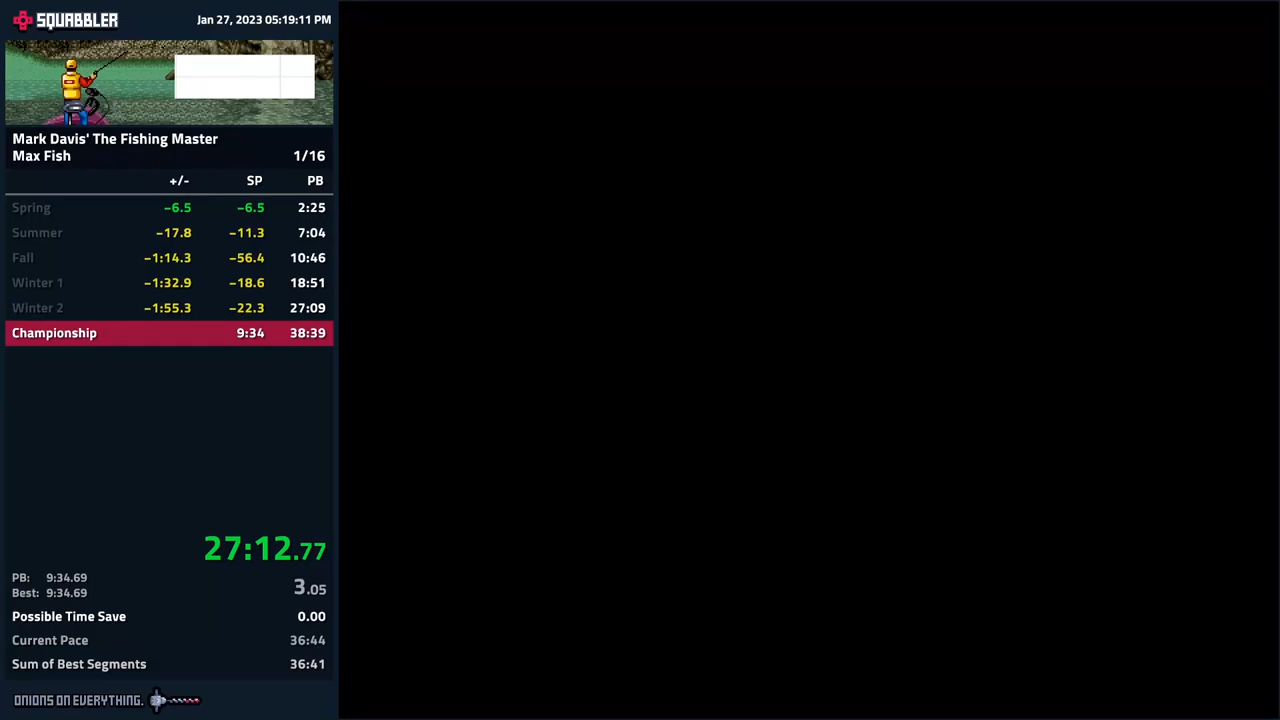 SQUABBLER Jan 27, 2023 05:19:11 PM
Mark Davis' The Fishing Master
Max Fish 1/16
+/- SP PB
Spring −6.5 −6.5 2:25
Summer −17.8 −11.3 7:04
Fall −1:14.3 −56.4 10:46
Winter 1 −1:32.9 −18.6 18:51
Winter 2 −1:55.3 −22.3 27:09
Championship 9:34 38:39
27:12.77
PB: 9:34.69
Best: 9:34.69
3.05
Possible Time Save 0.00
Current Pace 36:44
Sum of Best Segments 36:41
ONIONS ON EVERYTHING.